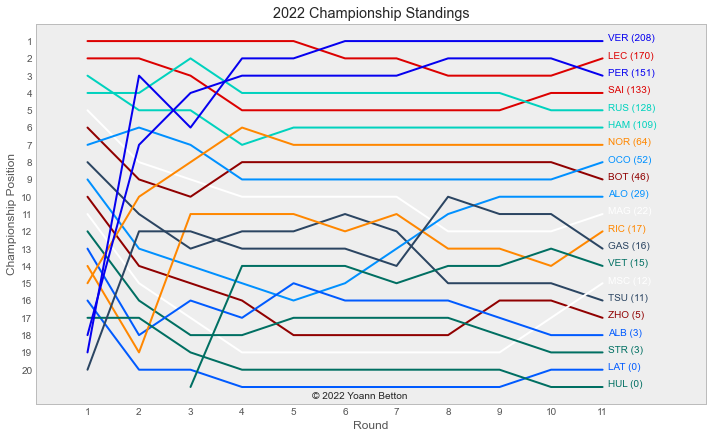 2022 Championship Standings
1
2
3
4
5
6
7
8
9
10
11
12
13
14
15
16
17
18
19
20
Championship Position
VER (208)
LEC (170)
PER (151)
SAI (133)
RUS (128)
HAM (109)
NOR (64)
OCO (52)
BOT (46)
ALO (29)
MAG (22)
RIC (17)
GAS (16)
VET (15)
MSC (12)
TSU (11)
ZHO (5)
ALB (3)
STR (3)
LAT (0)
HUL (0)
© 2022 Yoann Betton
1 2 3 4 5 6 7 8 9 10 11
Round